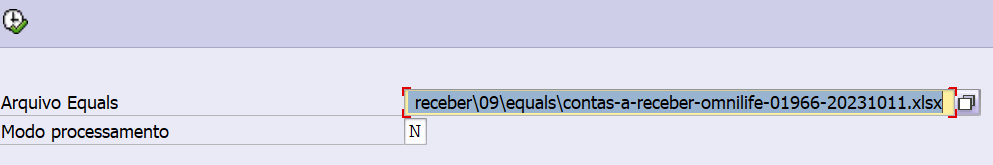 Arquivo Equals receber\09\equals\contas-a-receber-omnilife-01966-20231011.xlsx
Modo processamento N